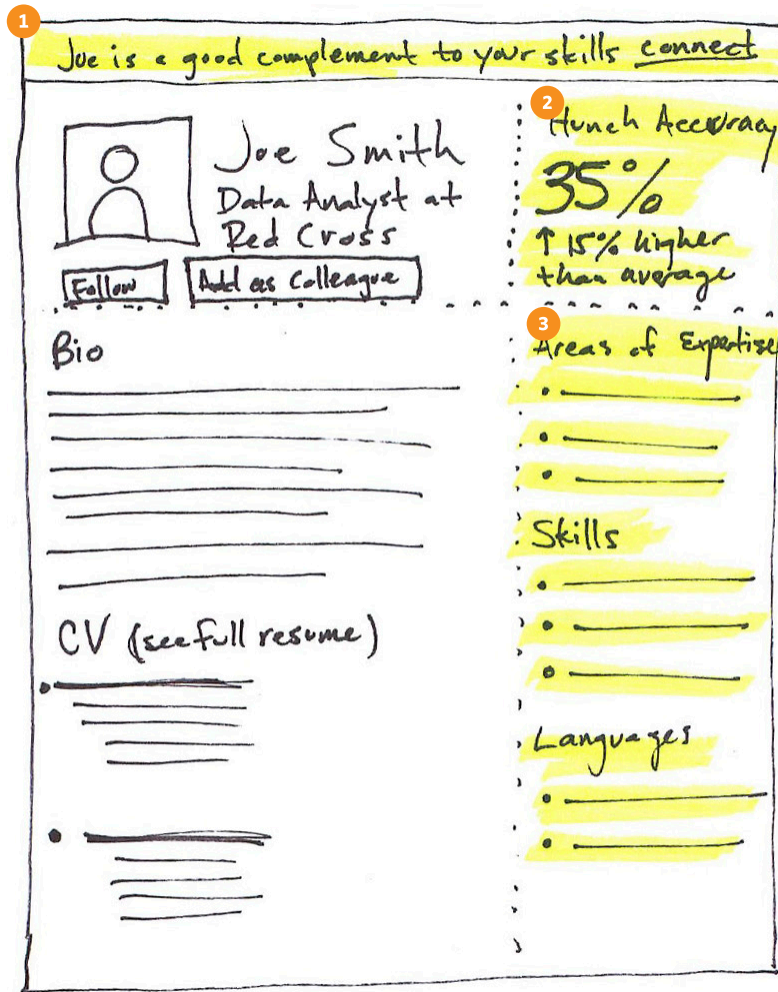 1
Joe is a good complement to your skills connect
Joe Smith
Data Analyst at
Red Cross
Follow
Add as Colleague
2
Hunch Accuracy
35%
↑ 15% higher
than average
Bio
CV (see full resume)
3
Areas of Expertise
Skills
Languages